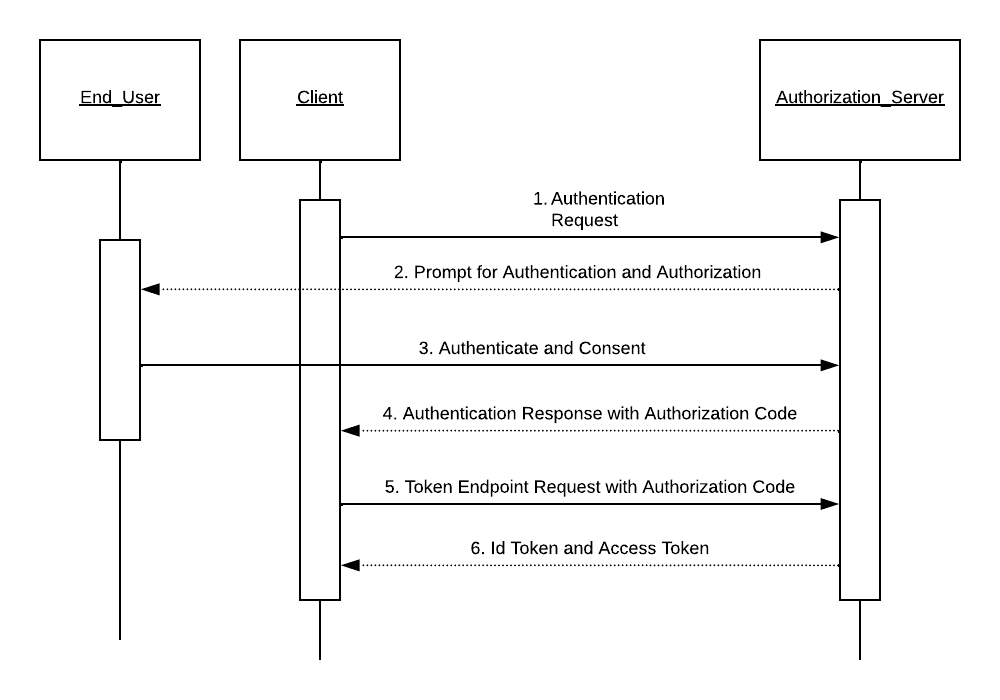 End_User
Client
Authorization_Server
1. Authentication
Request
2. Prompt for Authentication and Authorization
3. Authenticate and Consent
4. Authentication Response with Authorization Code
5. Token Endpoint Request with Authorization Code
6. Id Token and Access Token